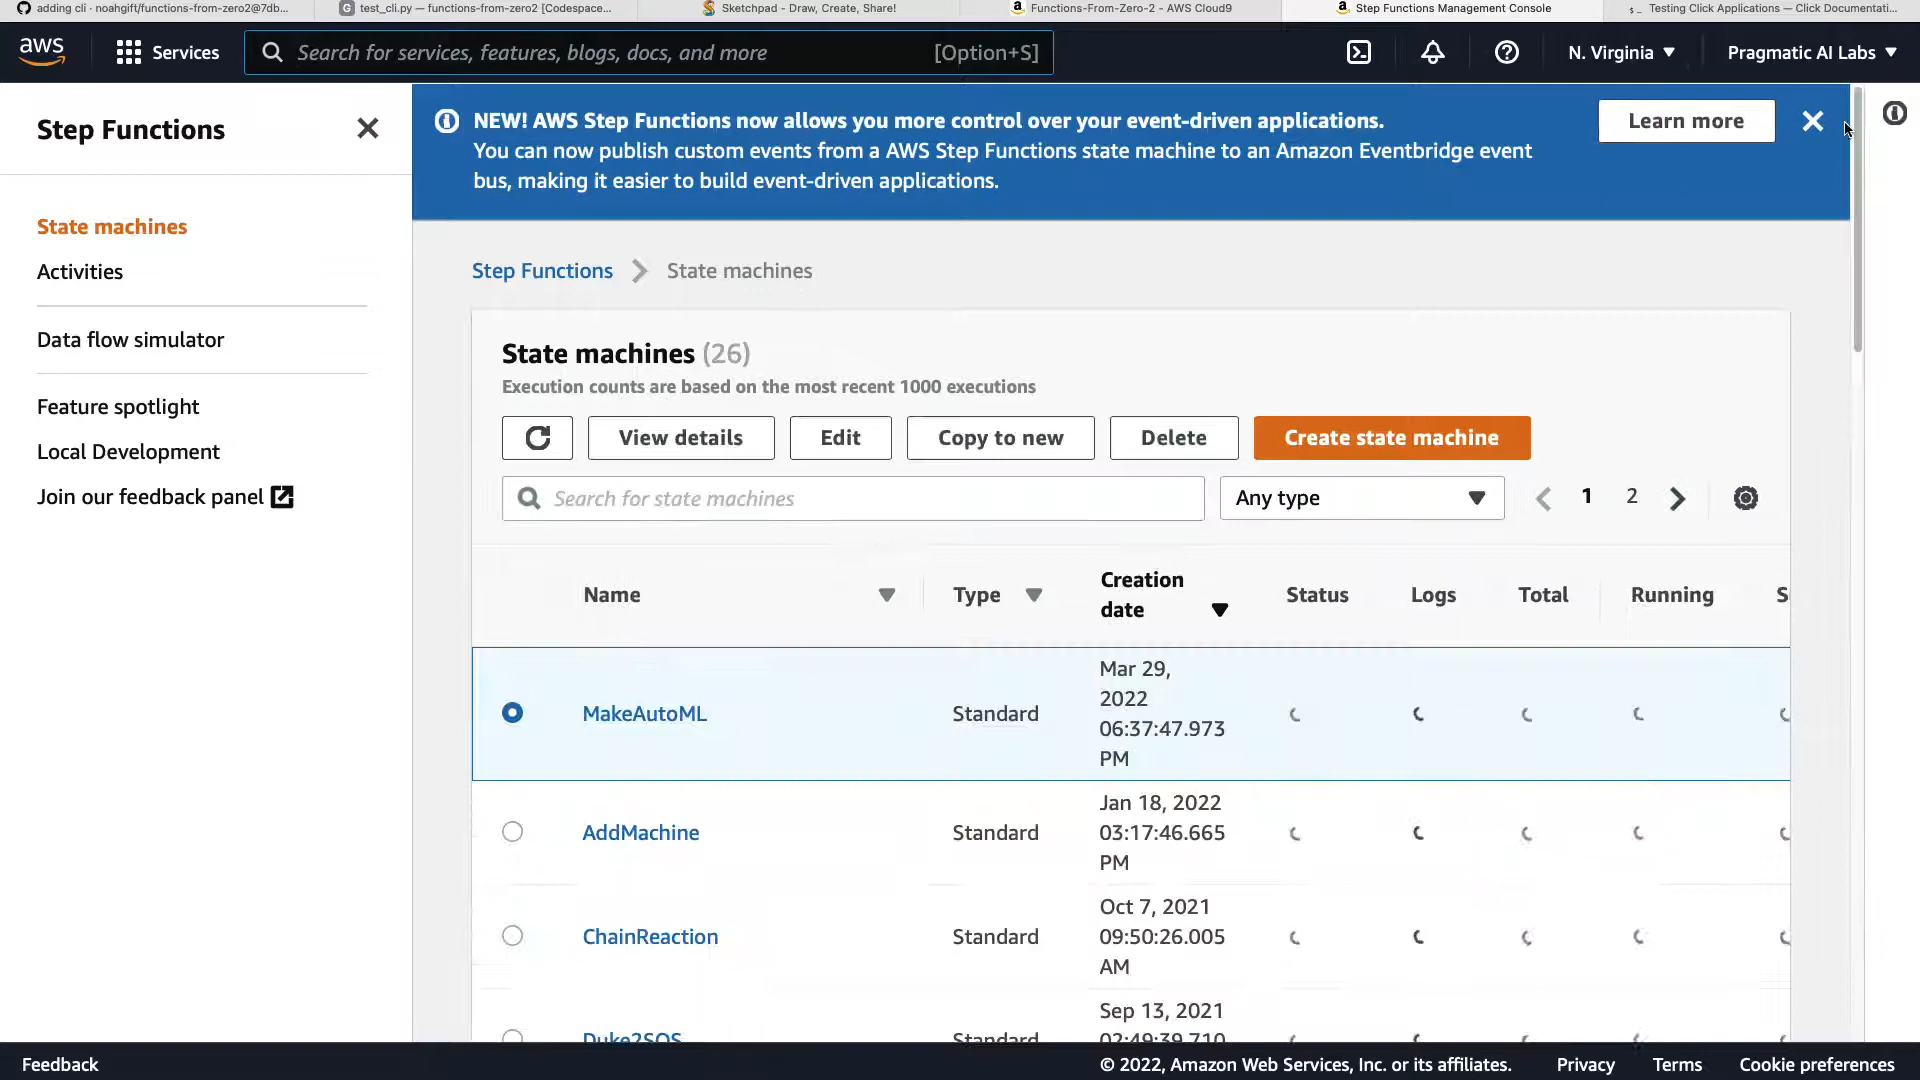 adding cli · noahgift/functions-from-zero2@7db...
test_cli.py — functions-from-zero2 [Codespace...
Sketchpad - Draw, Create, Share!
Functions-From-Zero-2 - AWS Cloud9
Step Functions Management Console
Testing Click Applications — Click Documentati...
aws
Services
Search for services, features, blogs, docs, and more
[Option+S]
N. Virginia
Pragmatic AI Labs
Step Functions
State machines
Activities
Data flow simulator
Feature spotlight
Local Development
Join our feedback panel
NEW! AWS Step Functions now allows you more control over your event-driven applications.
You can now publish custom events from a AWS Step Functions state machine to an Amazon Eventbridge event
bus, making it easier to build event-driven applications.
Learn more
Step Functions
State machines
State machines (26)
Execution counts are based on the most recent 1000 executions
View details
Edit
Copy to new
Delete
Create state machine
Search for state machines
Any type
1
2
Name
Type
Creation
date
Status
Logs
Total
Running
S
MakeAutoML
Standard
Mar 29,
2022
06:37:47.973
PM
AddMachine
Standard
Jan 18, 2022
03:17:46.665
PM
ChainReaction
Standard
Oct 7, 2021
09:50:26.005
AM
Duke2SQS
Standard
Sep 13, 2021
02:49:39.710
Feedback
© 2022, Amazon Web Services, Inc. or its affiliates.
Privacy
Terms
Cookie preferences